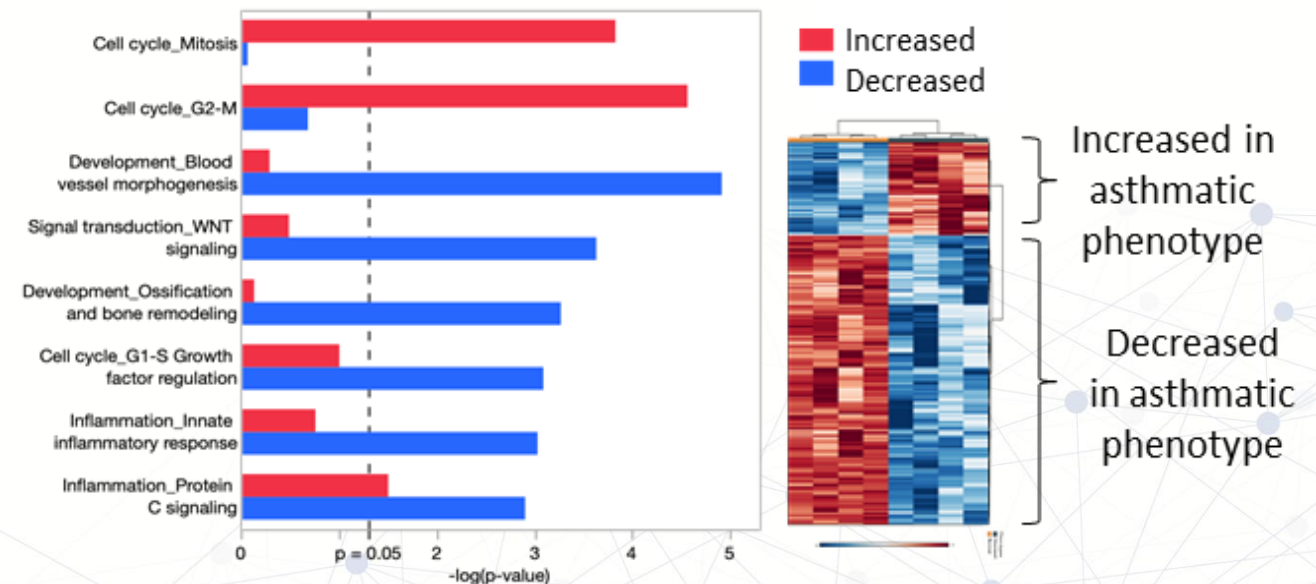 Cell cycle_Mitosis
Cell cycle_G2-M
Development_Blood
vessel morphogenesis
Signal transduction_WNT
signaling
Development_Ossification
and bone remodeling
Cell cycle_G1-S Growth
factor regulation
Inflammation_Innate
inflammatory response
Inflammation_Protein
C signaling
0
p = 0.05
2
3
4
5
-log(p-value)
Increased
Decreased
Increased in
asthmatic
phenotype
Decreased
in asthmatic
phenotype